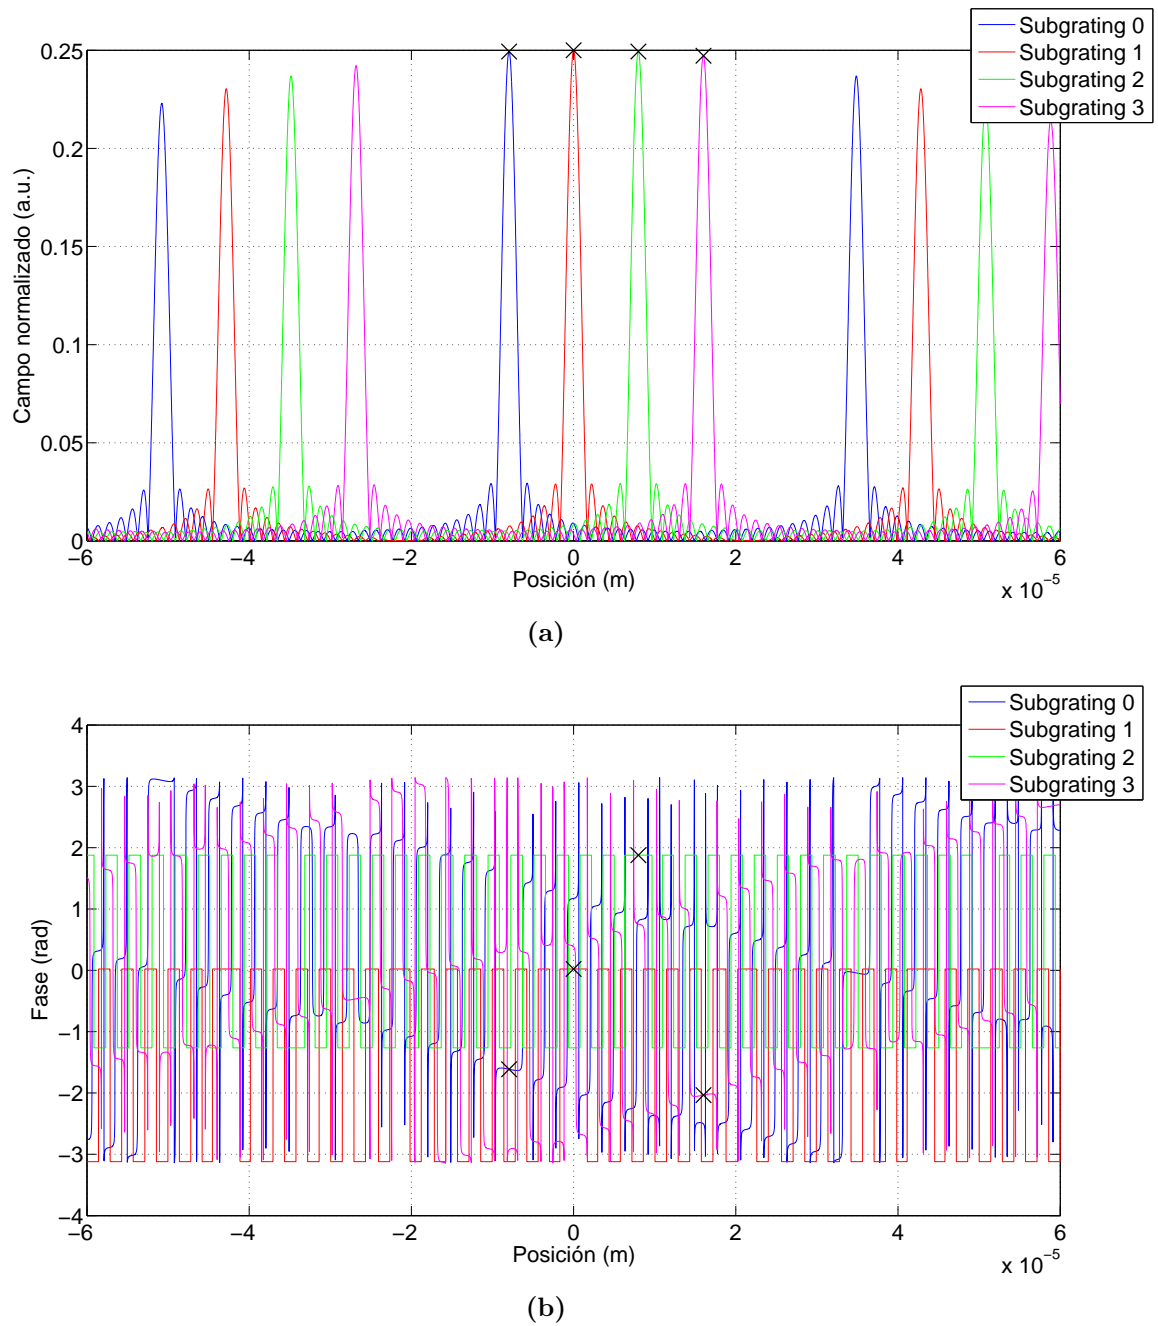 Subgrating 0
Subgrating 1
Subgrating 2
Subgrating 3
0.25
0.2
0.15
0.1
0.05
0
Campo normalizado (a.u.)
−6 −4 −2 0 2 4 6
Posición (m)
x 10⁻⁵
(a)
Subgrating 0
Subgrating 1
Subgrating 2
Subgrating 3
4
3
2
1
0
−1
−2
−3
−4
Fase (rad)
−6 −4 −2 0 2 4 6
Posición (m)
x 10⁻⁵
(b)